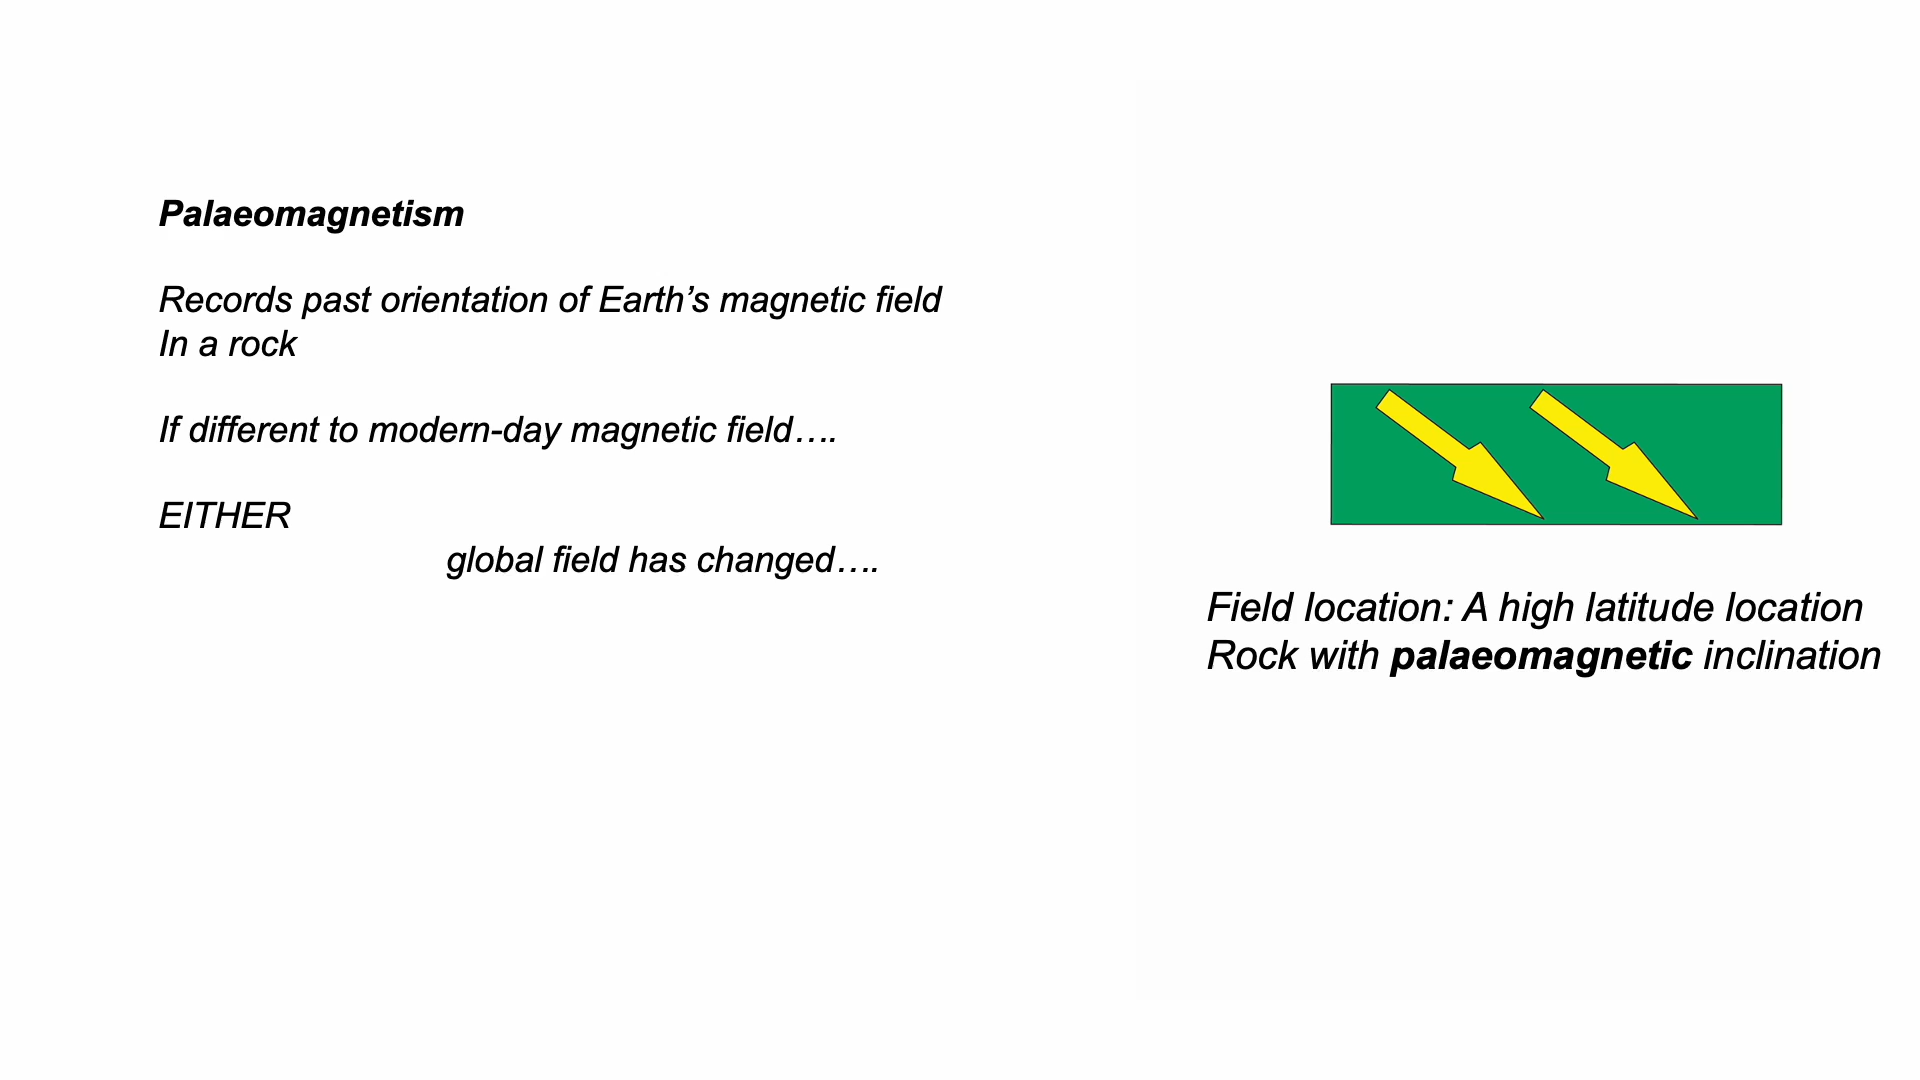 Palaeomagnetism
Records past orientation of Earth’s magnetic field
In a rock
If different to modern-day magnetic field….
EITHER
global field has changed….
Field location: A high latitude location
Rock with palaeomagnetic inclination